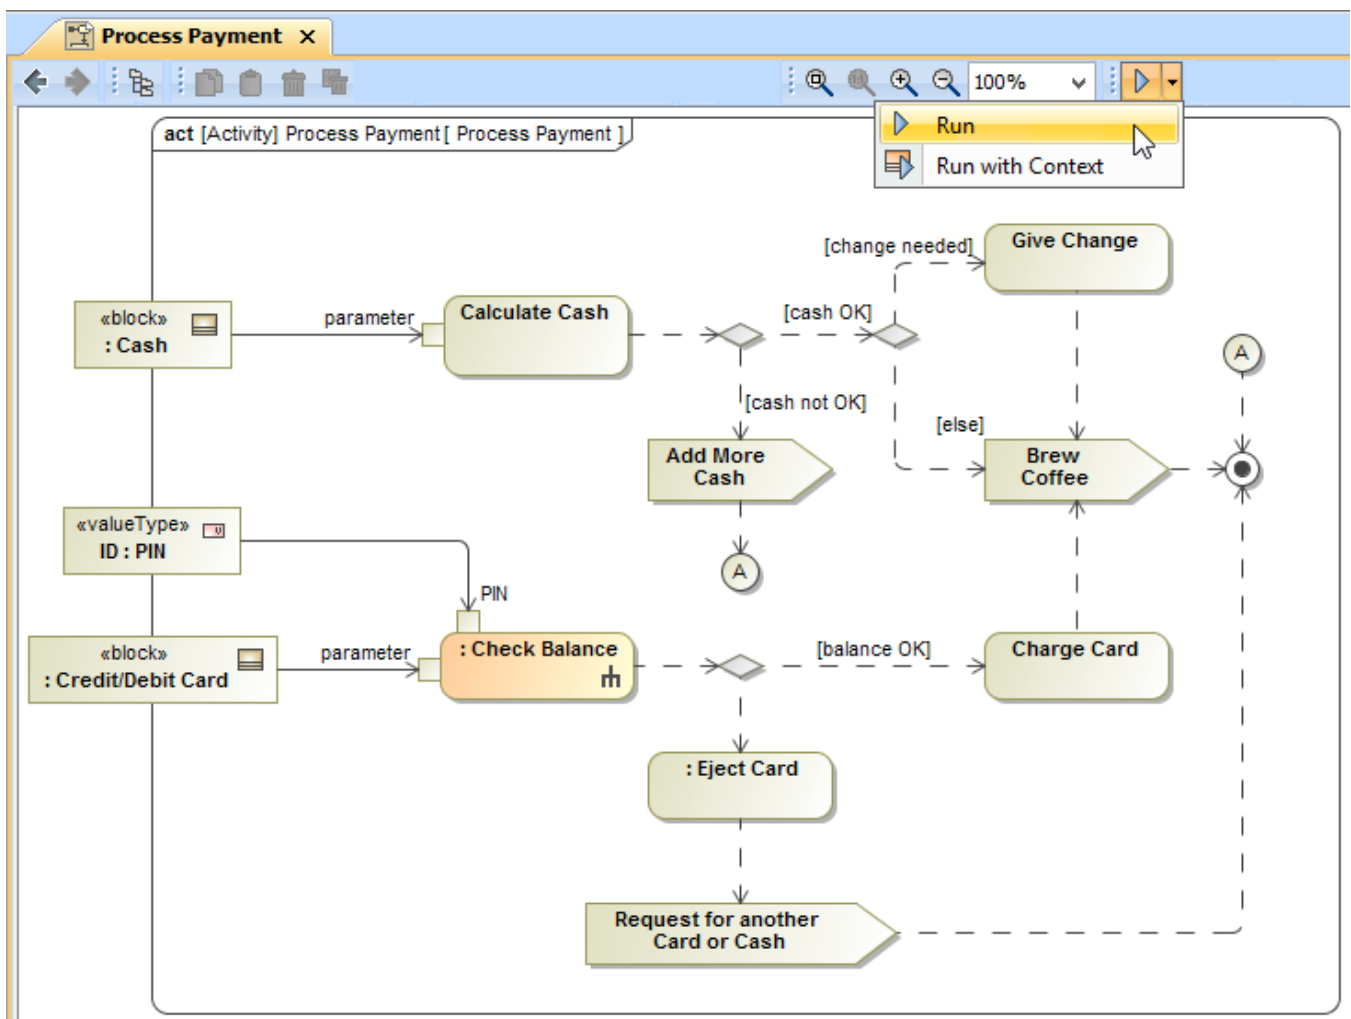 Process Payment
100%
Run
Run with Context
act [Activity] Process Payment[ Process Payment ]
[change needed]
Give Change
«block»
: Cash
parameter
Calculate Cash
[cash OK]
A
[cash not OK]
[else]
Add More
Cash
Brew
Coffee
«valueType»
ID : PIN
A
PIN
«block»
: Credit/Debit Card
parameter
: Check Balance
[balance OK]
Charge Card
: Eject Card
Request for another
Card or Cash